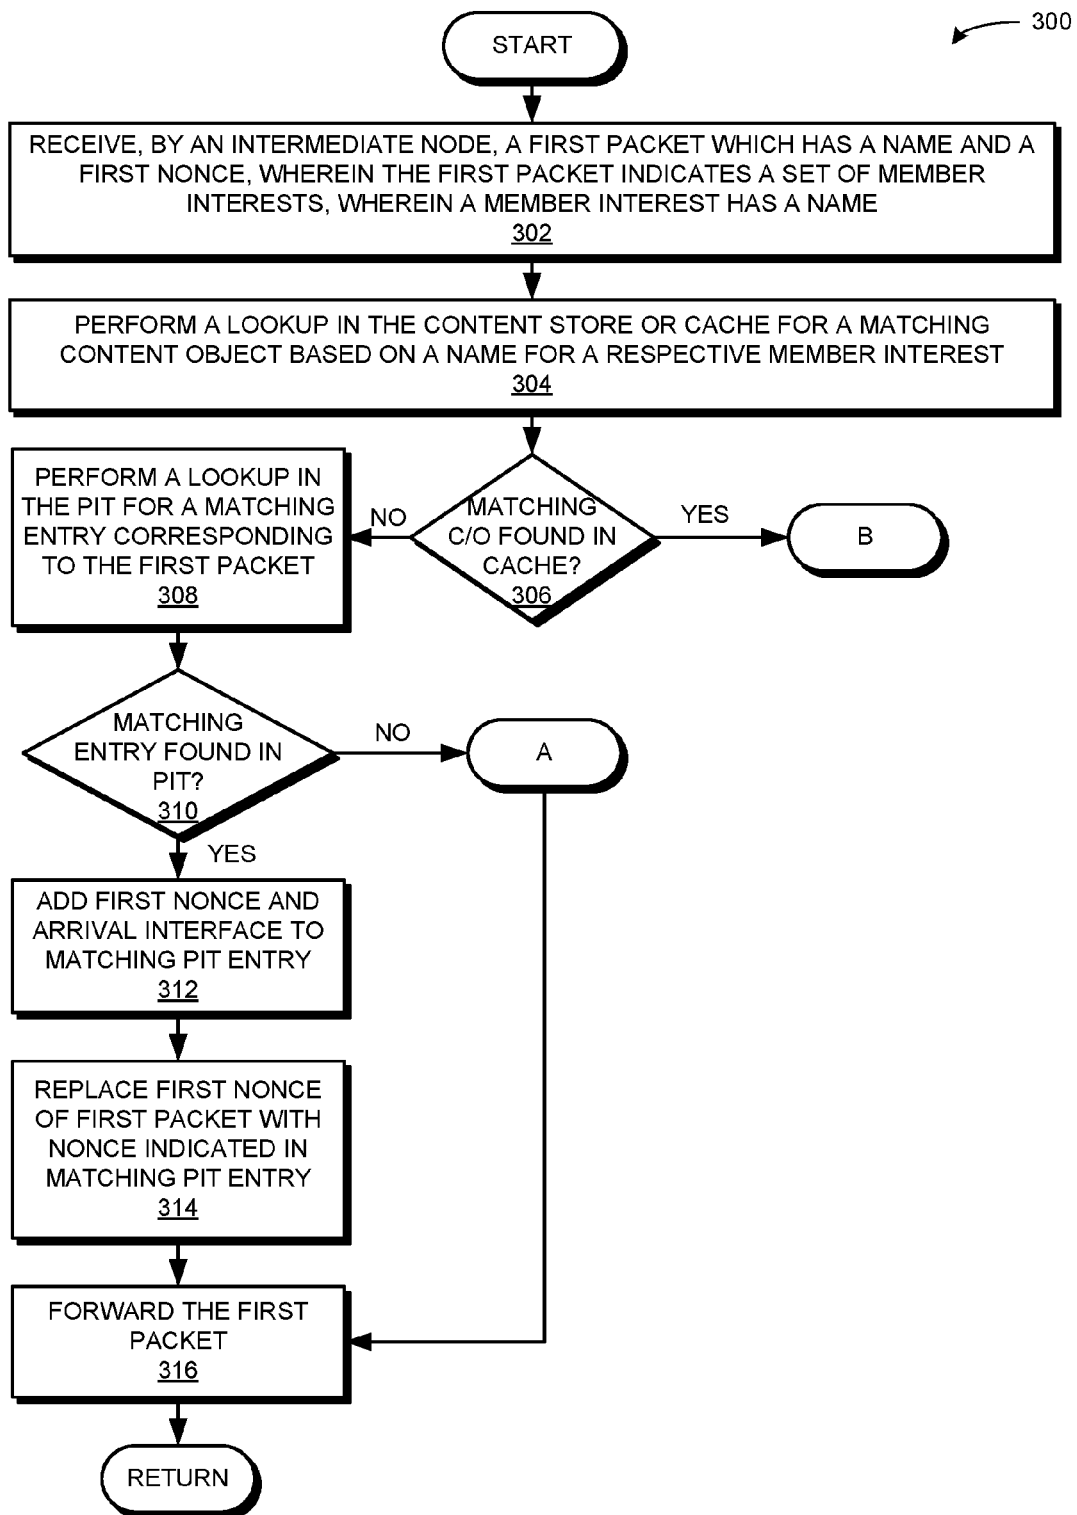 300
START
RECEIVE, BY AN INTERMEDIATE NODE, A FIRST PACKET WHICH HAS A NAME AND A
FIRST NONCE, WHEREIN THE FIRST PACKET INDICATES A SET OF MEMBER
INTERESTS, WHEREIN A MEMBER INTEREST HAS A NAME
302
PERFORM A LOOKUP IN THE CONTENT STORE OR CACHE FOR A MATCHING
CONTENT OBJECT BASED ON A NAME FOR A RESPECTIVE MEMBER INTEREST
304
MATCHING
C/O FOUND IN
CACHE?
306
YES
B
NO
PERFORM A LOOKUP IN
THE PIT FOR A MATCHING
ENTRY CORRESPONDING
TO THE FIRST PACKET
308
MATCHING
ENTRY FOUND IN
PIT?
310
NO
A
YES
ADD FIRST NONCE AND
ARRIVAL INTERFACE TO
MATCHING PIT ENTRY
312
REPLACE FIRST NONCE
OF FIRST PACKET WITH
NONCE INDICATED IN
MATCHING PIT ENTRY
314
FORWARD THE FIRST
PACKET
316
RETURN